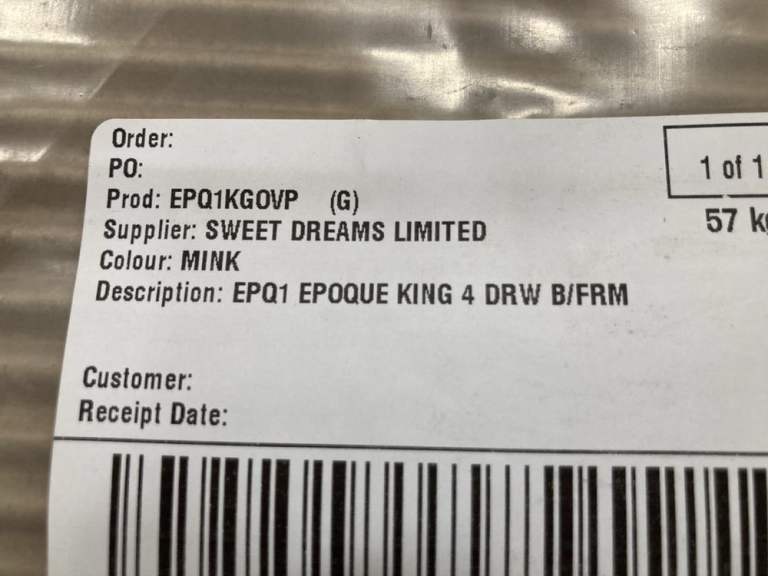 Order:
PO:
Prod: EPQ1KGOVP (G)
Supplier: SWEET DREAMS LIMITED
Colour: MINK
Description: EPQ1 EPOQUE KING 4 DRW B/FRM
Customer:
Receipt Date:
1 of 1
57